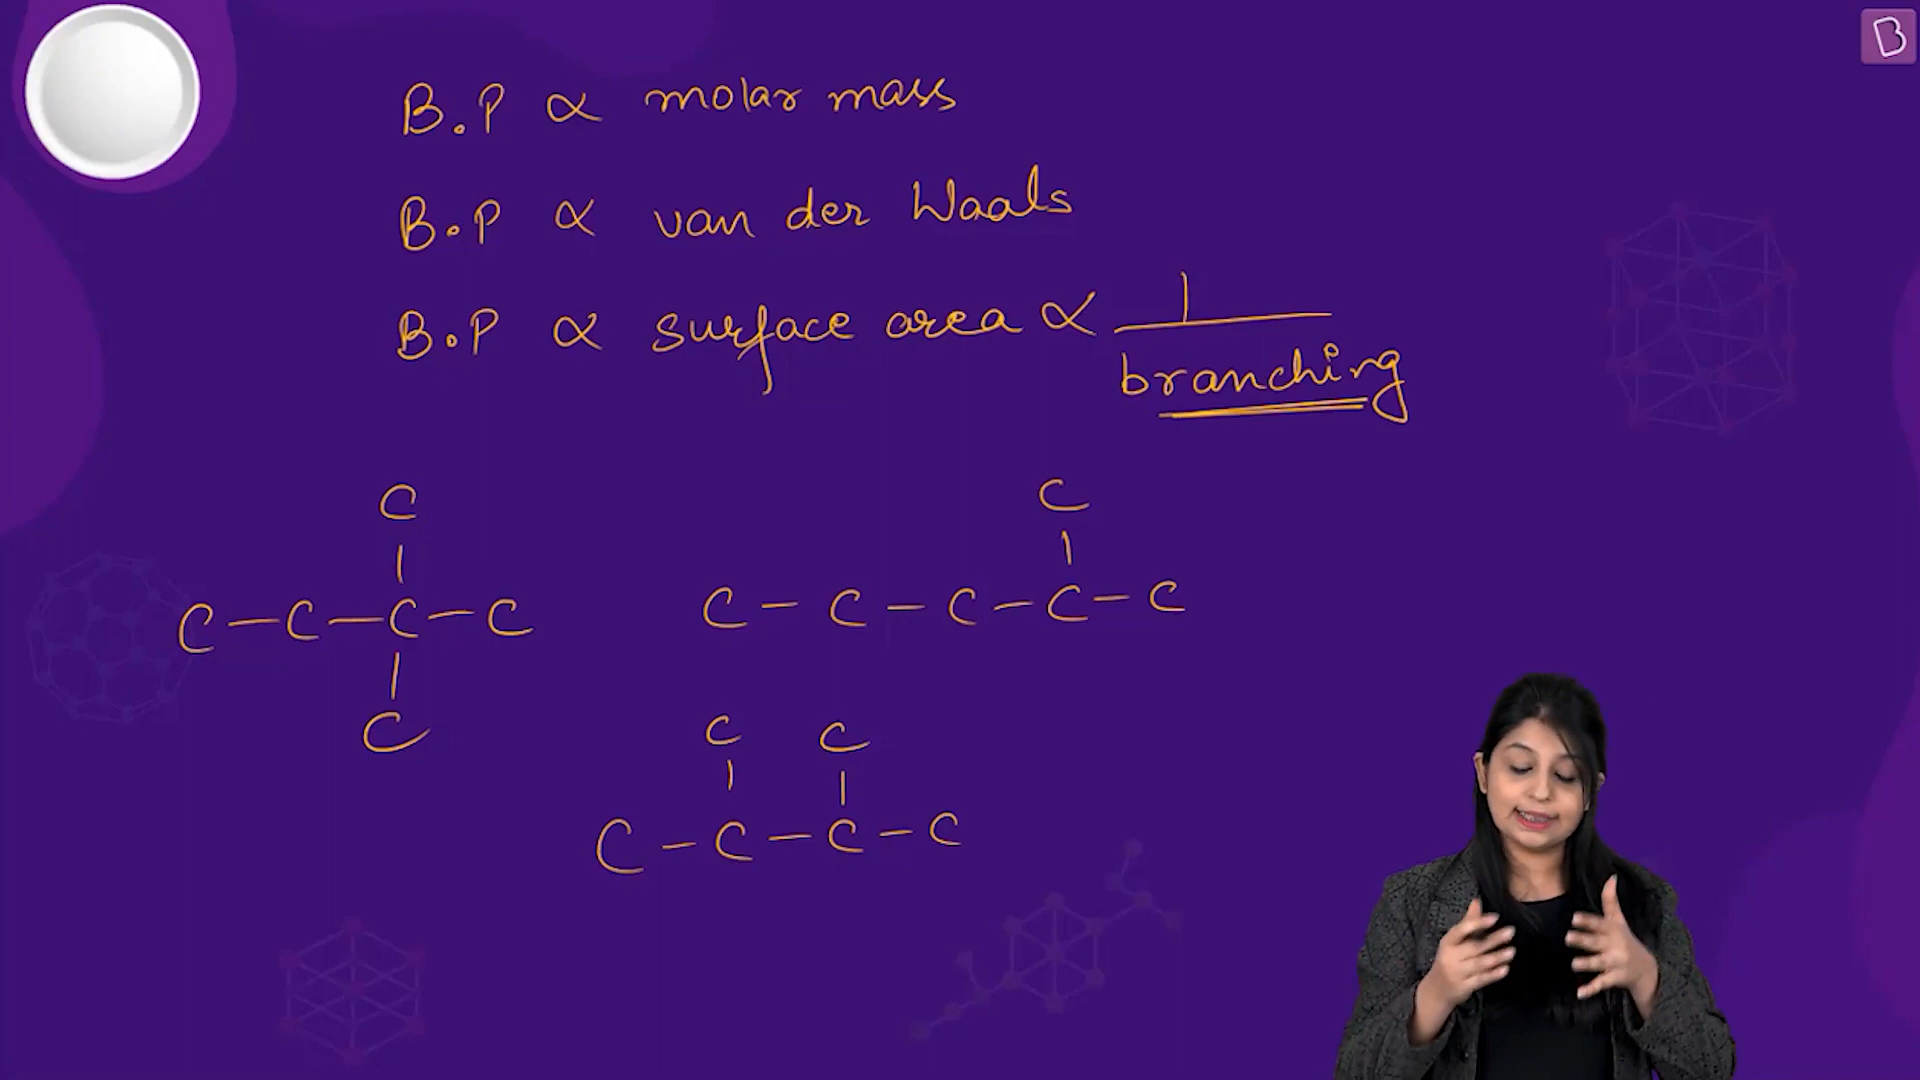 B.P ∝ molar mass
B.P ∝ van der Waals
B.P ∝ surface area ∝ 1
branching
C
C
|
|
C — C — C — C
C — C — C — C — C
|
C
C C
| |
C — C — C — C
B